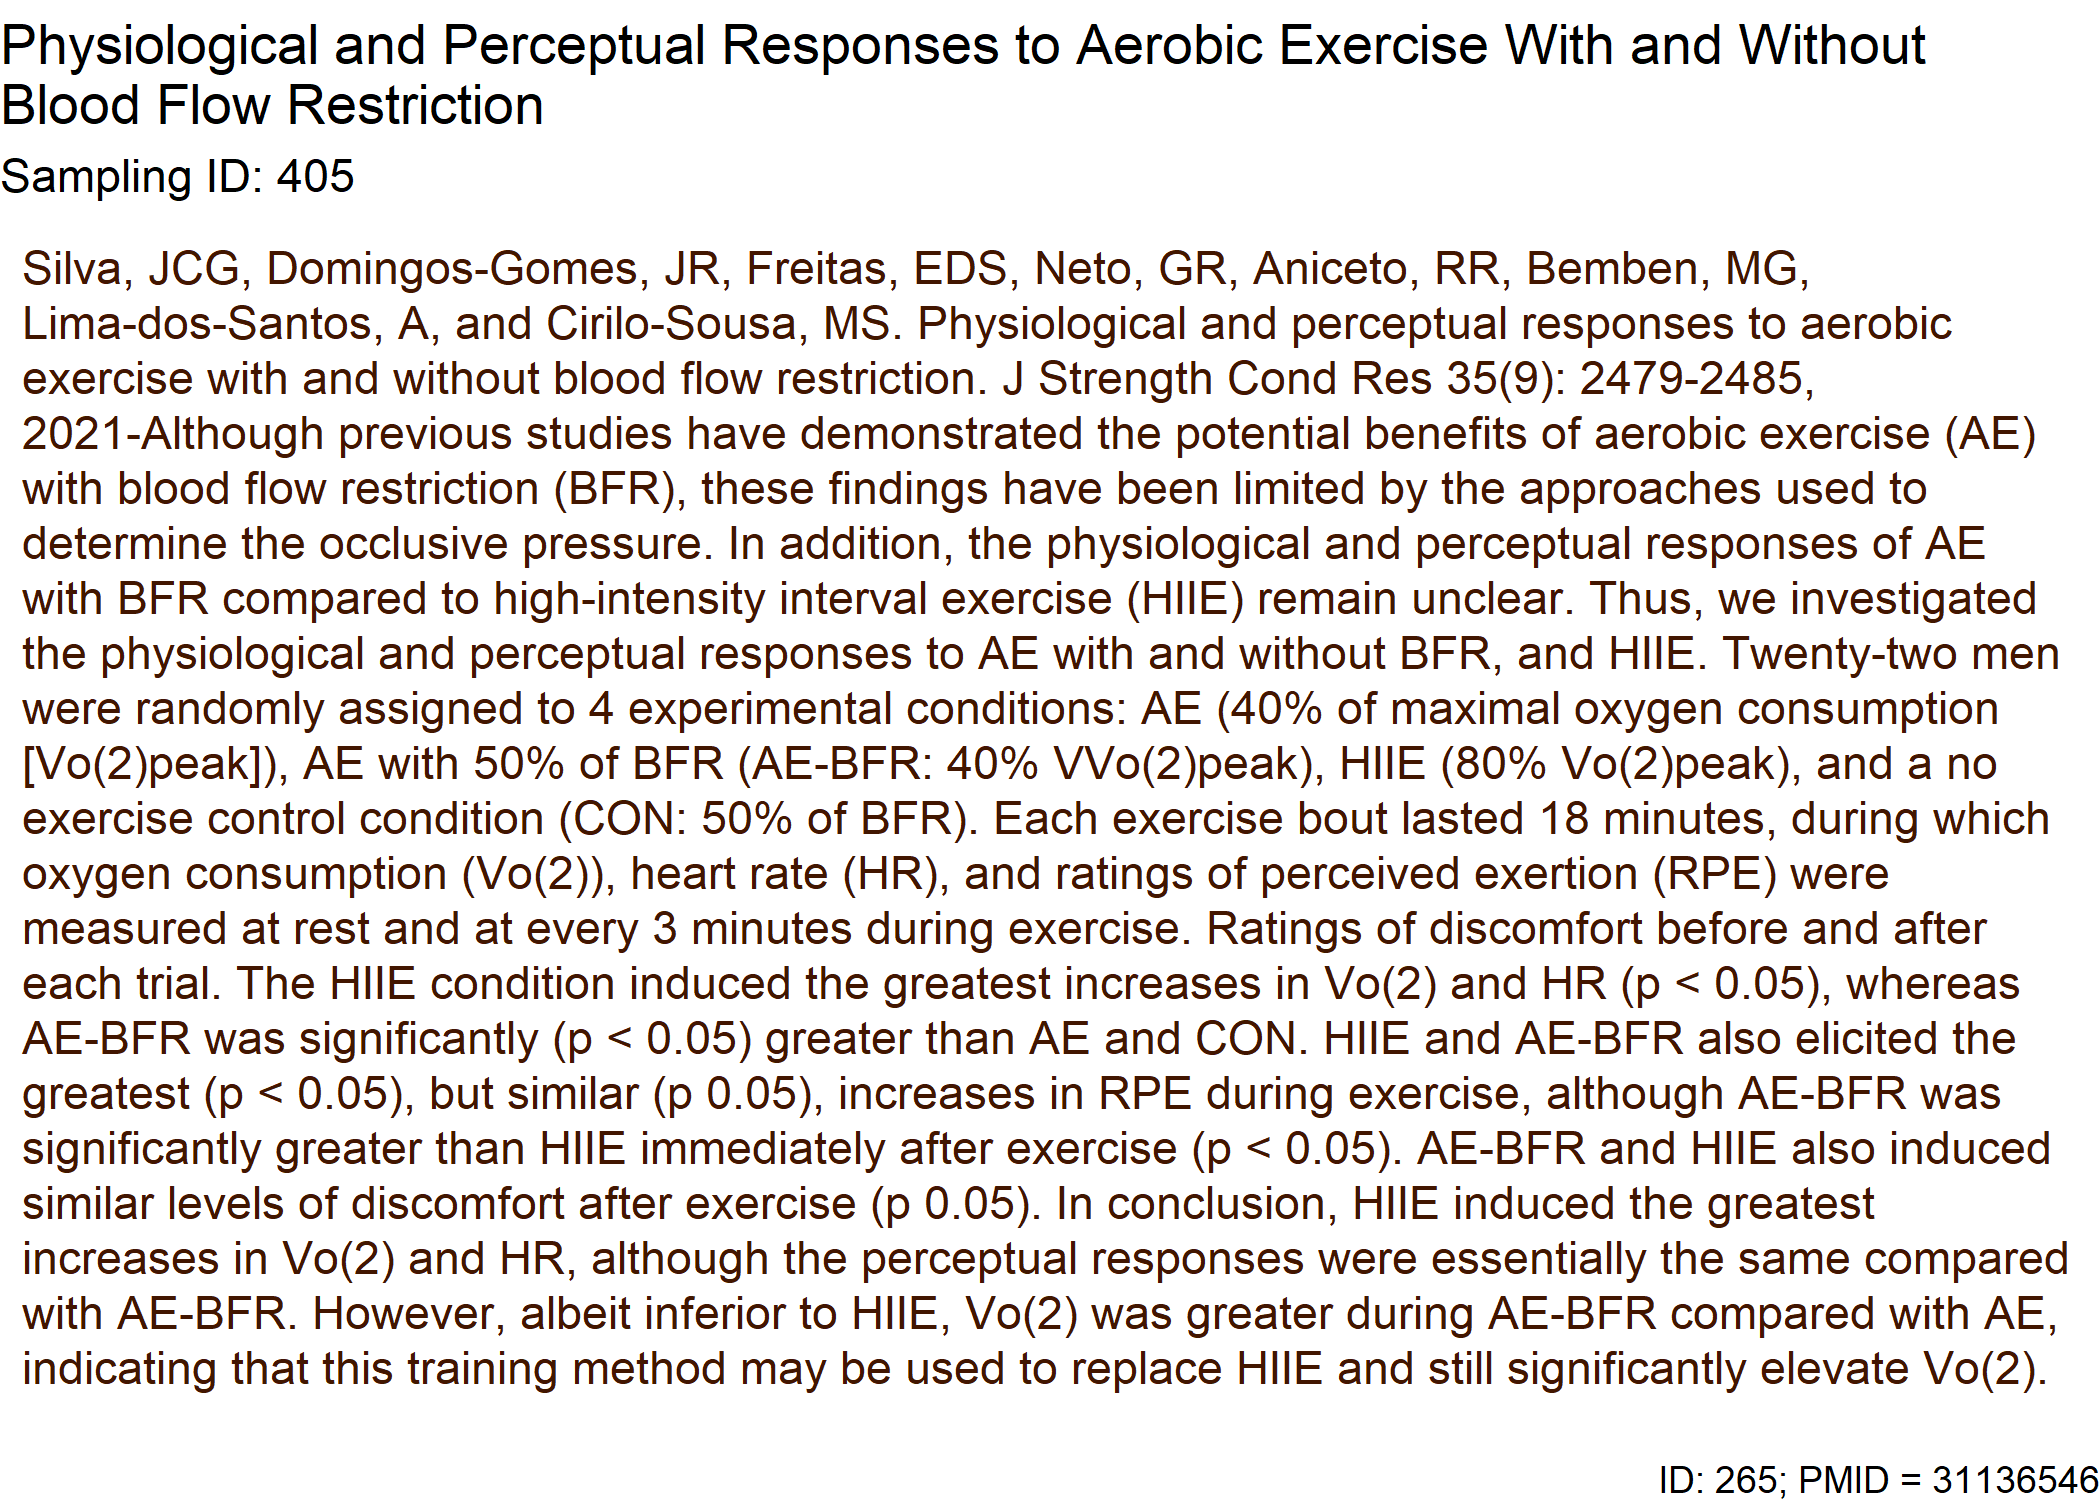 Physiological and Perceptual Responses to Aerobic Exercise With and Without
Blood Flow Restriction
Sampling ID: 405
Silva, JCG, Domingos-Gomes, JR, Freitas, EDS, Neto, GR, Aniceto, RR, Bemben, MG,
Lima-dos-Santos, A, and Cirilo-Sousa, MS. Physiological and perceptual responses to aerobic
exercise with and without blood flow restriction. J Strength Cond Res 35(9): 2479-2485,
2021-Although previous studies have demonstrated the potential benefits of aerobic exercise (AE)
with blood flow restriction (BFR), these findings have been limited by the approaches used to
determine the occlusive pressure. In addition, the physiological and perceptual responses of AE
with BFR compared to high-intensity interval exercise (HIIE) remain unclear. Thus, we investigated
the physiological and perceptual responses to AE with and without BFR, and HIIE. Twenty-two men
were randomly assigned to 4 experimental conditions: AE (40% of maximal oxygen consumption
[Vo(2)peak]), AE with 50% of BFR (AE-BFR: 40% VVo(2)peak), HIIE (80% Vo(2)peak), and a no
exercise control condition (CON: 50% of BFR). Each exercise bout lasted 18 minutes, during which
oxygen consumption (Vo(2)), heart rate (HR), and ratings of perceived exertion (RPE) were
measured at rest and at every 3 minutes during exercise. Ratings of discomfort before and after
each trial. The HIIE condition induced the greatest increases in Vo(2) and HR (p < 0.05), whereas
AE-BFR was significantly (p < 0.05) greater than AE and CON. HIIE and AE-BFR also elicited the
greatest (p < 0.05), but similar (p 0.05), increases in RPE during exercise, although AE-BFR was
significantly greater than HIIE immediately after exercise (p < 0.05). AE-BFR and HIIE also induced
similar levels of discomfort after exercise (p 0.05). In conclusion, HIIE induced the greatest
increases in Vo(2) and HR, although the perceptual responses were essentially the same compared
with AE-BFR. However, albeit inferior to HIIE, Vo(2) was greater during AE-BFR compared with AE,
indicating that this training method may be used to replace HIIE and still significantly elevate Vo(2).
ID: 265; PMID = 31136546